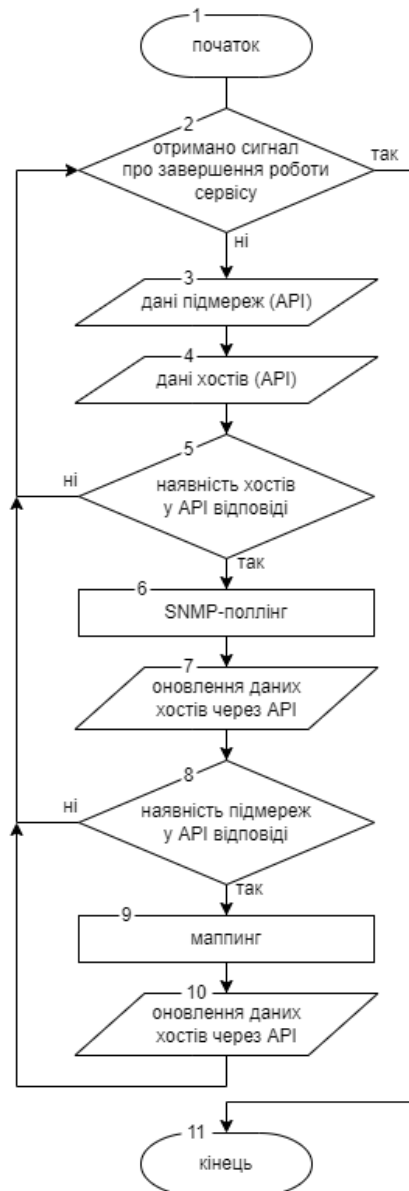 1
початок
2
отримано сигнал
про завершення роботи
сервісу
так
ні
3
дані підмереж (API)
4
дані хостів (API)
5
ні
наявність хостів
у API відповіді
так
6
SNMP-поллінг
7
оновлення даних
хостів через API
8
ні
наявність підмереж
у API відповіді
так
9
маппинг
10
оновлення даних
хостів через API
11
кінець